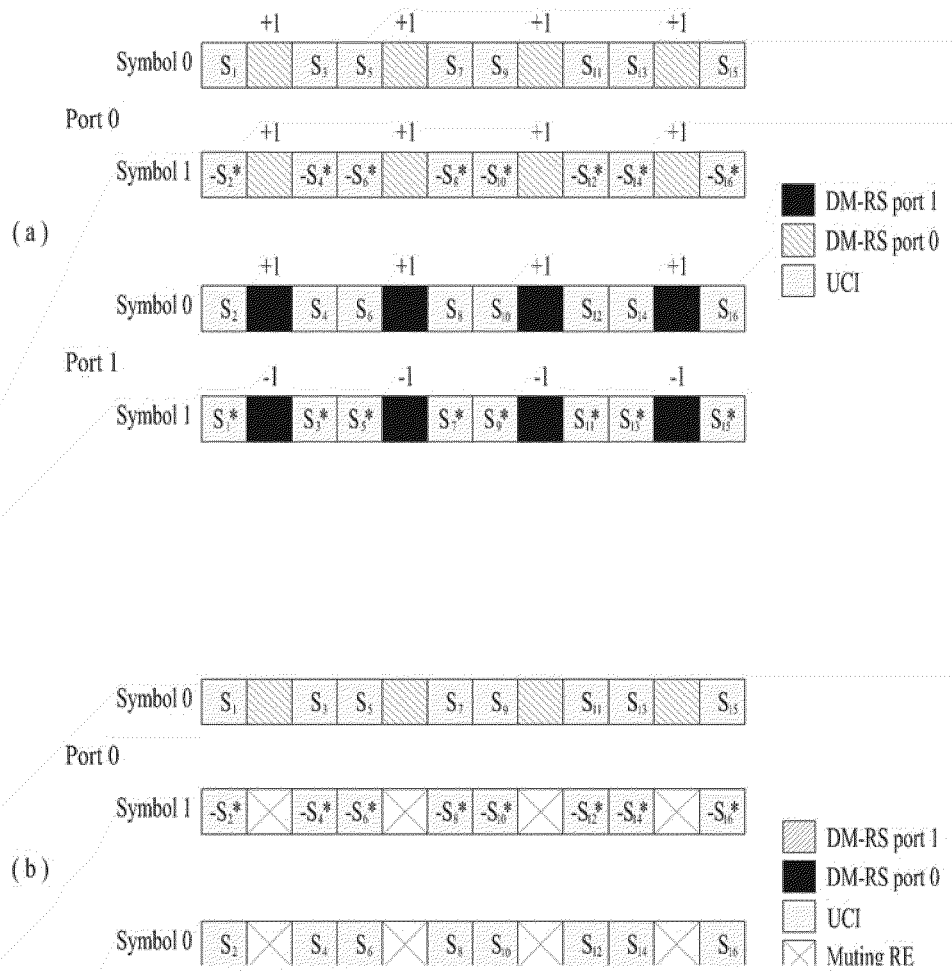 +1 +1 +1 +1
Symbol 0 S₁ S₃ S₅ S₇ S₉ S₁₁ S₁₃ S₁₅
Port 0
+1 +1 +1 +1
Symbol 1 -S₂* -S₄* -S₆* -S₈* -S₁₀* -S₁₂* -S₁₄* -S₁₆*
DM-RS port 1
(a)
DM-RS port 0
+1 +1 +1 +1
UCI
Symbol 0 S₂ S₄ S₆ S₈ S₁₀ S₁₂ S₁₄ S₁₆
Port 1
-1 -1 -1 -1
Symbol 1 S₁* S₃* S₅* S₇* S₉* S₁₁* S₁₃* S₁₅*
Symbol 0 S₁ S₃ S₅ S₇ S₉ S₁₁ S₁₃ S₁₅
Port 0
Symbol 1 -S₂* -S₄* -S₆* -S₈* -S₁₀* -S₁₂* -S₁₄* -S₁₆*
DM-RS port 1
(b)
DM-RS port 0
UCI
Symbol 0 S₂ S₄ S₆ S₈ S₁₀ S₁₂ S₁₄ S₁₆
Muting RE